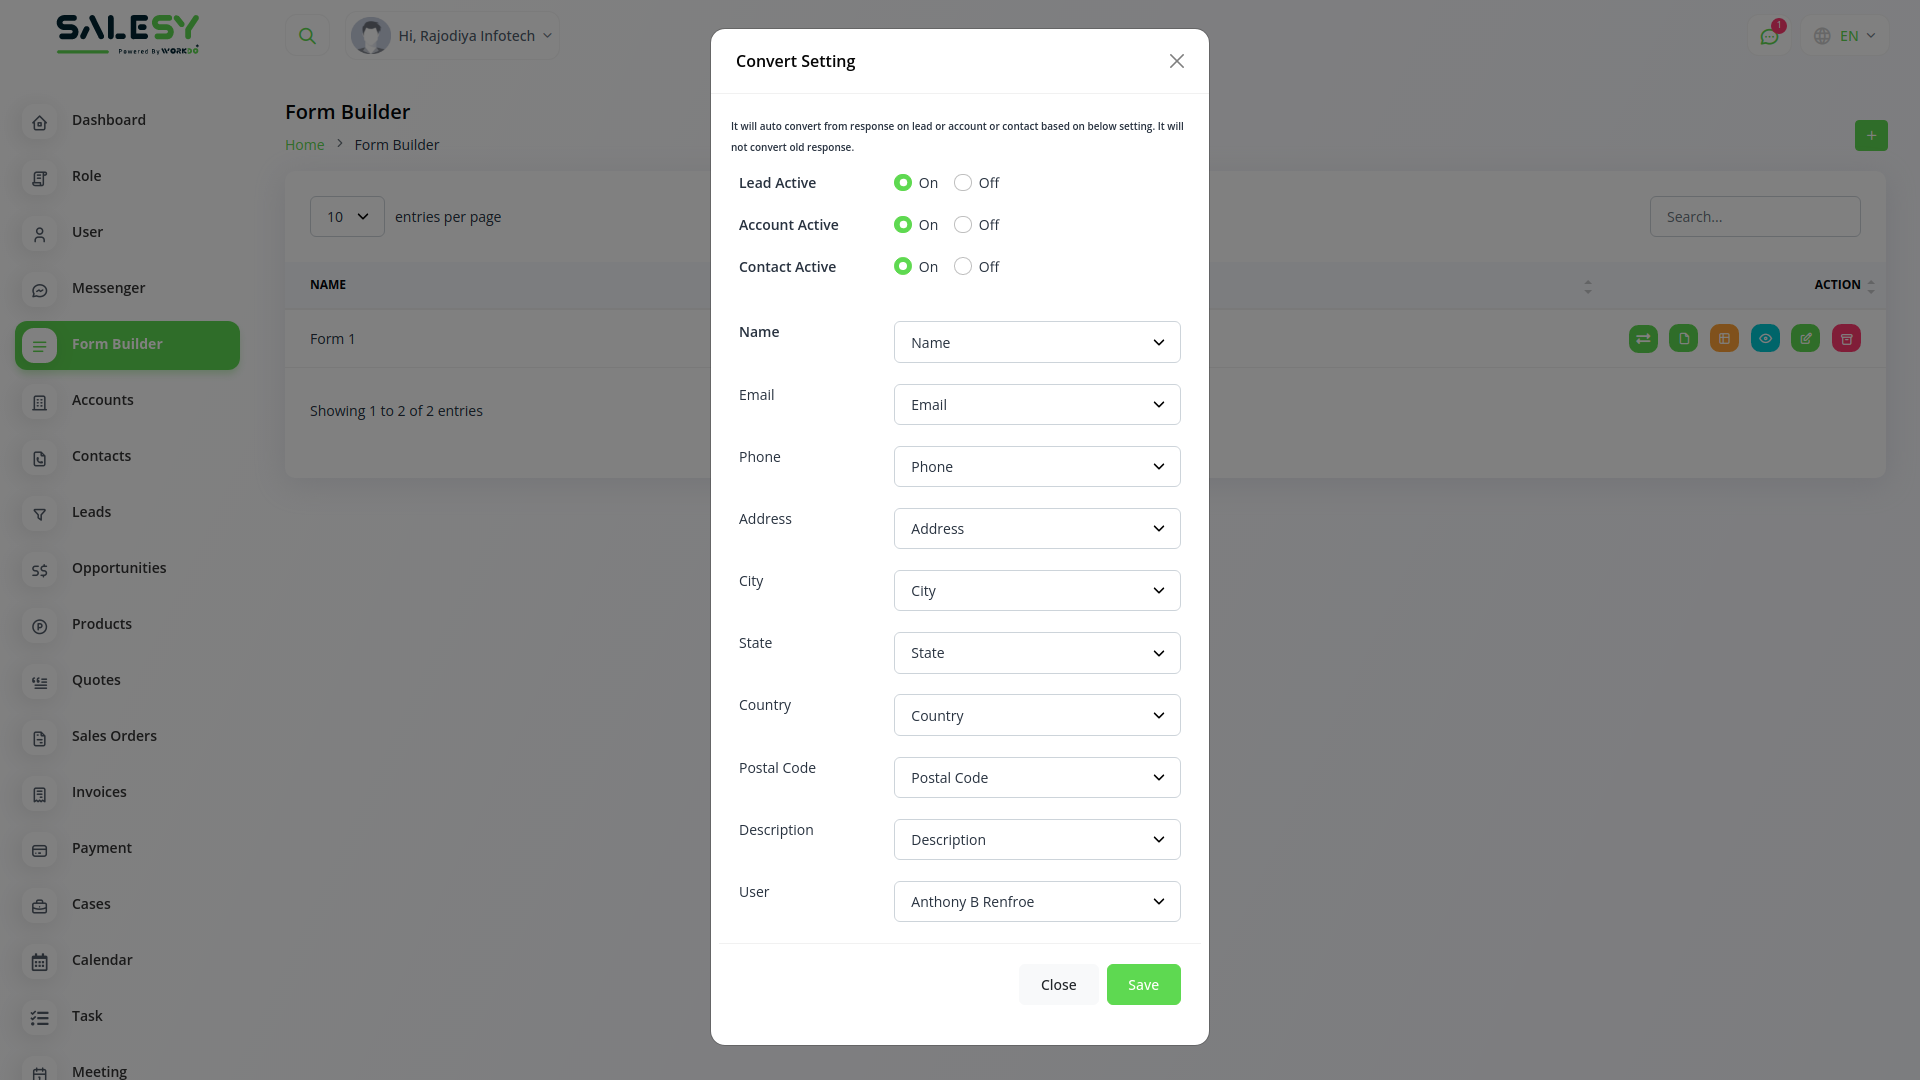 SALESY
Powered By WORKDO
Hi, Rajodiya Infotech
1
EN
Dashboard
Role
User
Messenger
Form Builder
Accounts
Contacts
Leads
Opportunities
Products
Quotes
Sales Orders
Invoices
Payment
Cases
Calendar
Task
Meeting
Form Builder
Home > Form Builder
+
10 entries per page
Search...
NAME
ACTION
Form 1
Showing 1 to 2 of 2 entries
Convert Setting
It will auto convert from response on lead or account or contact based on below setting. It will
not convert old response.
Lead Active On Off
Account Active On Off
Contact Active On Off
Name Name
Email Email
Phone Phone
Address Address
City City
State State
Country Country
Postal Code Postal Code
Description Description
User Anthony B Renfroe
Close Save